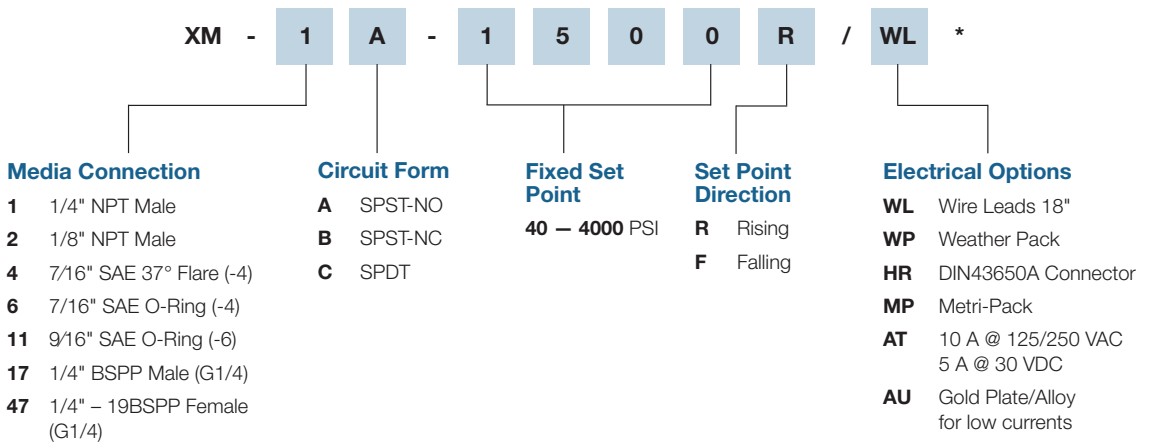 XM - 1 A - 1 5 0 0 R / WL *
Media Connection
1 1/4" NPT Male
2 1/8" NPT Male
4 7/16" SAE 37° Flare (-4)
6 7/16" SAE O-Ring (-4)
11 9/16" SAE O-Ring (-6)
17 1/4" BSPP Male (G1/4)
47 1/4" – 19BSPP Female
(G1/4)
Circuit Form
A SPST-NO
B SPST-NC
C SPDT
Fixed Set
Point
40 — 4000 PSI
Set Point
Direction
R Rising
F Falling
Electrical Options
WL Wire Leads 18"
WP Weather Pack
HR DIN43650A Connector
MP Metri-Pack
AT 10 A @ 125/250 VAC
5 A @ 30 VDC
AU Gold Plate/Alloy
for low currents